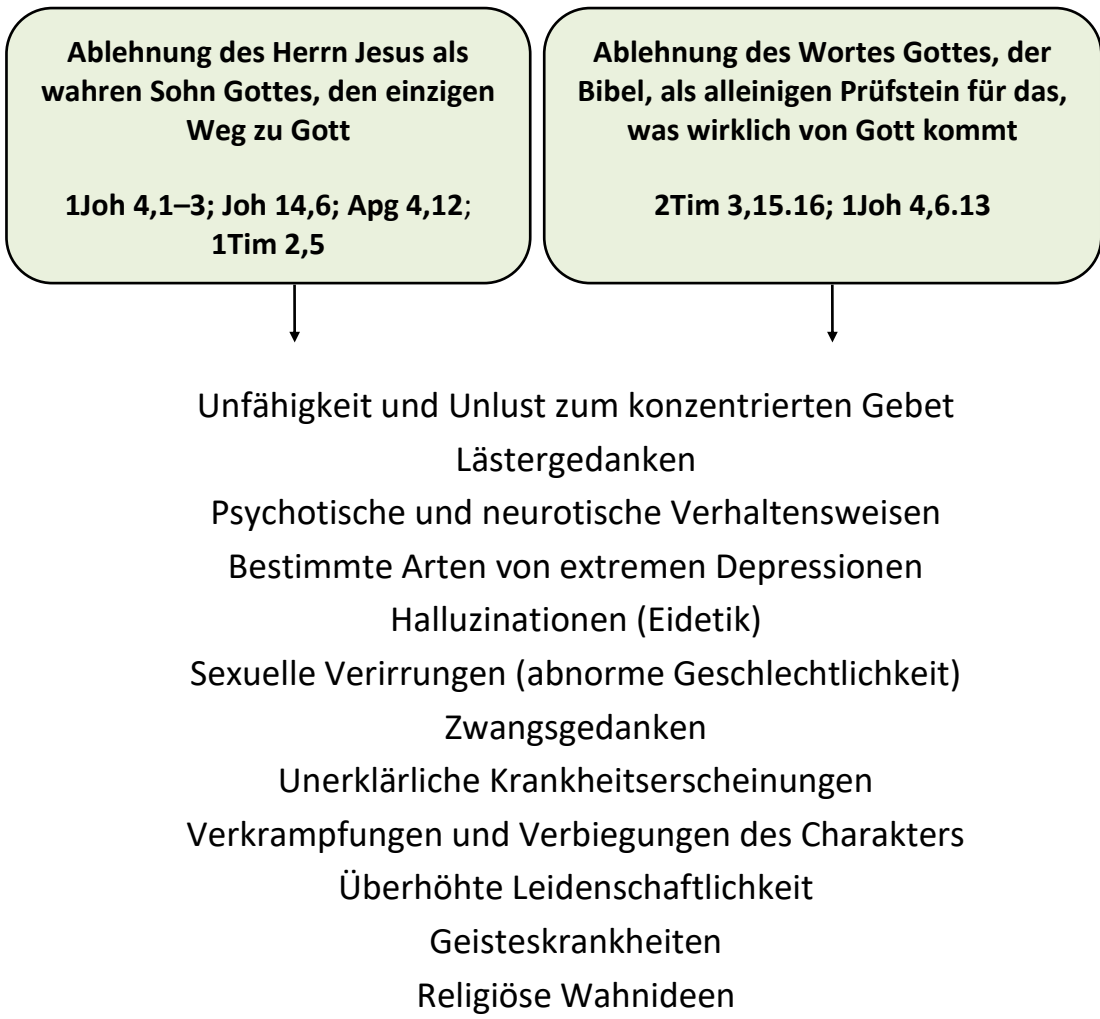 Ablehnung des Herrn Jesus als
wahren Sohn Gottes, den einzigen
Weg zu Gott
1Joh 4,1–3; Joh 14,6; Apg 4,12;
1Tim 2,5
Ablehnung des Wortes Gottes, der
Bibel, als alleinigen Prüfstein für das,
was wirklich von Gott kommt
2Tim 3,15.16; 1Joh 4,6.13
Unfähigkeit und Unlust zum konzentrierten Gebet
Lästergedanken
Psychotische und neurotische Verhaltensweisen
Bestimmte Arten von extremen Depressionen
Halluzinationen (Eidetik)
Sexuelle Verirrungen (abnorme Geschlechtlichkeit)
Zwangsgedanken
Unerklärliche Krankheitserscheinungen
Verkrampfungen und Verbiegungen des Charakters
Überhöhte Leidenschaftlichkeit
Geisteskrankheiten
Religiöse Wahnideen